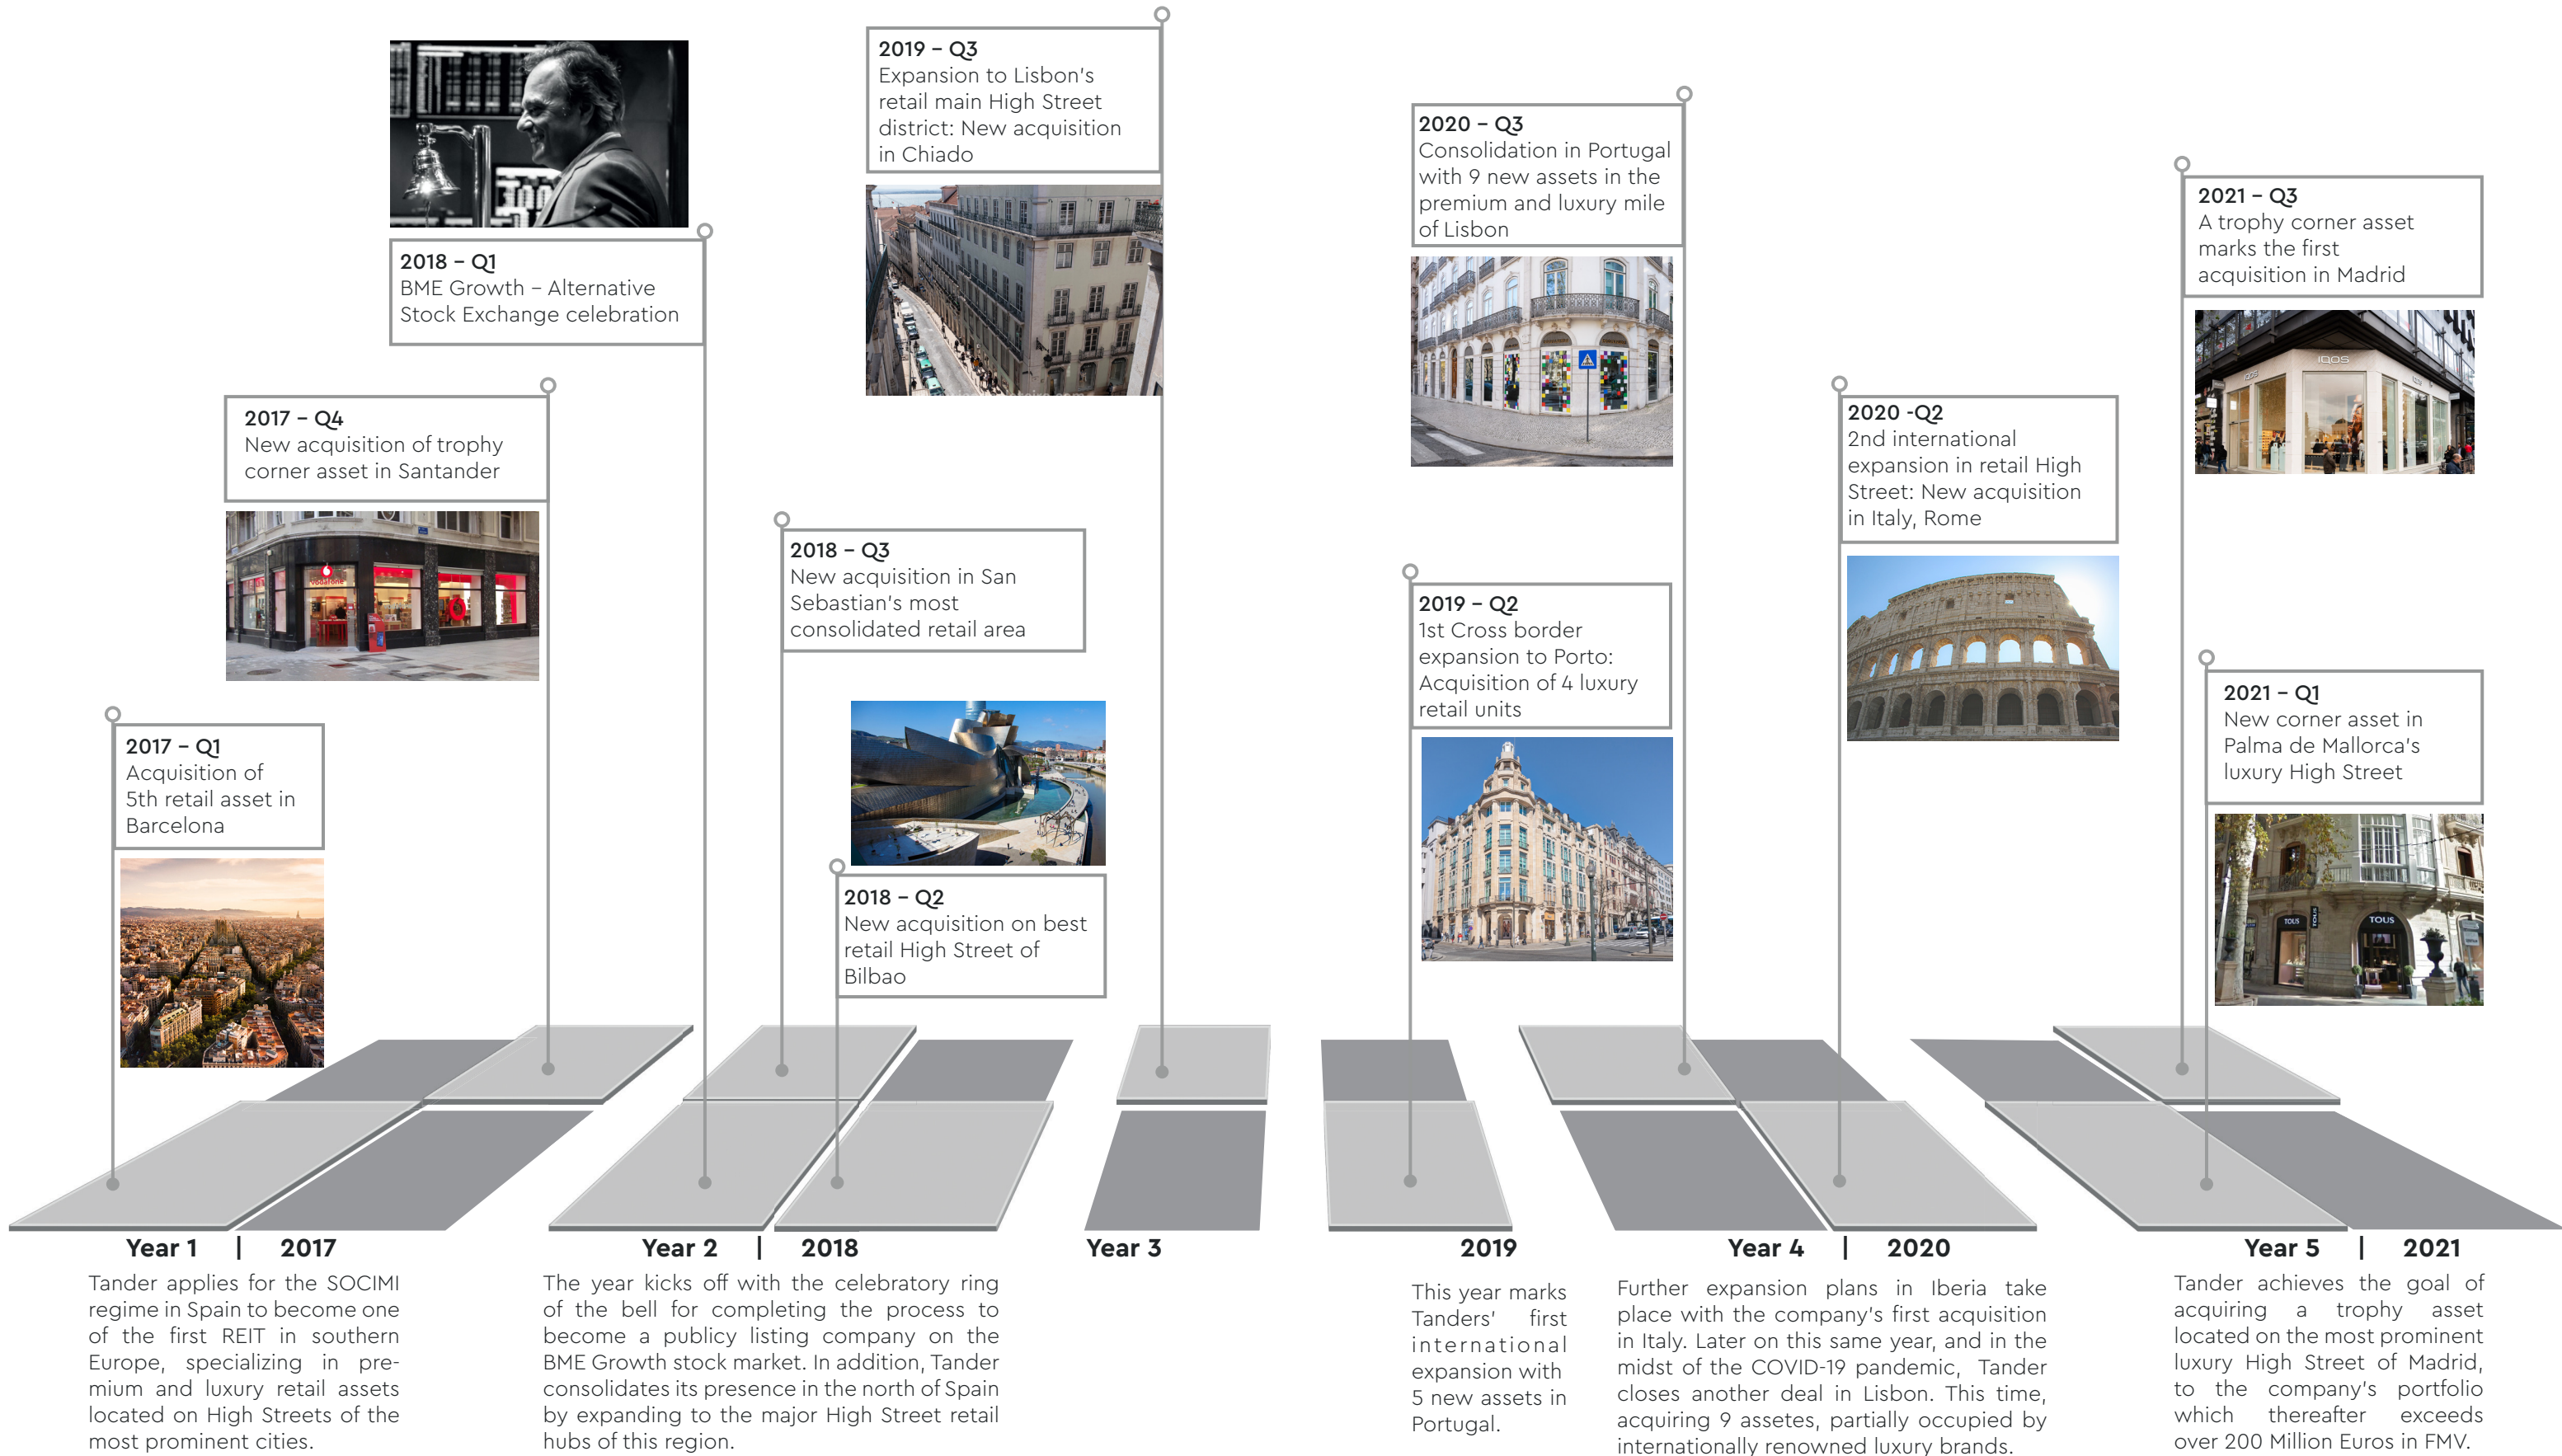 2017 – Q1
Acquisition of
5th retail asset in
Barcelona
2017 – Q4
New acquisition of trophy
corner asset in Santander
vodafone
2018 – Q1
BME Growth – Alternative
Stock Exchange celebration
2018 – Q3
New acquisition in San
Sebastian's most
consolidated retail area
2018 – Q2
New acquisition on best
retail High Street of
Bilbao
2019 – Q3
Expansion to Lisbon's
retail main High Street
district: New acquisition
in Chiado
2019 – Q2
1st Cross border
expansion to Porto:
Acquisition of 4 luxury
retail units
2020 – Q3
Consolidation in Portugal
with 9 new assets in the
premium and luxury mile
of Lisbon
2020 -Q2
2nd international
expansion in retail High
Street: New acquisition
in Italy, Rome
2021 – Q3
A trophy corner asset
marks the first
acquisition in Madrid
IQOS
IQOS
2021 – Q1
New corner asset in
Palma de Mallorca's
luxury High Street
TOUS
TOUS
TOUS
Year 1 | 2017
Tander applies for the SOCIMI
regime in Spain to become one
of the first REIT in southern
Europe, specializing in pre-
mium and luxury retail assets
located on High Streets of the
most prominent cities.
Year 2 | 2018
The year kicks off with the celebratory ring
of the bell for completing the process to
become a publicy listing company on the
BME Growth stock market. In addition, Tander
consolidates its presence in the north of Spain
by expanding to the major High Street retail
hubs of this region.
Year 3
2019
This year marks
Tanders' first
international
expansion with
5 new assets in
Portugal.
Year 4 | 2020
Further expansion plans in Iberia take
place with the company's first acquisition
in Italy. Later on this same year, and in the
midst of the COVID-19 pandemic, Tander
closes another deal in Lisbon. This time,
acquiring 9 assetes, partially occupied by
internationally renowned luxury brands.
Year 5 | 2021
Tander achieves the goal of
acquiring a trophy asset
located on the most prominent
luxury High Street of Madrid,
to the company's portfolio
which thereafter exceeds
over 200 Million Euros in FMV.